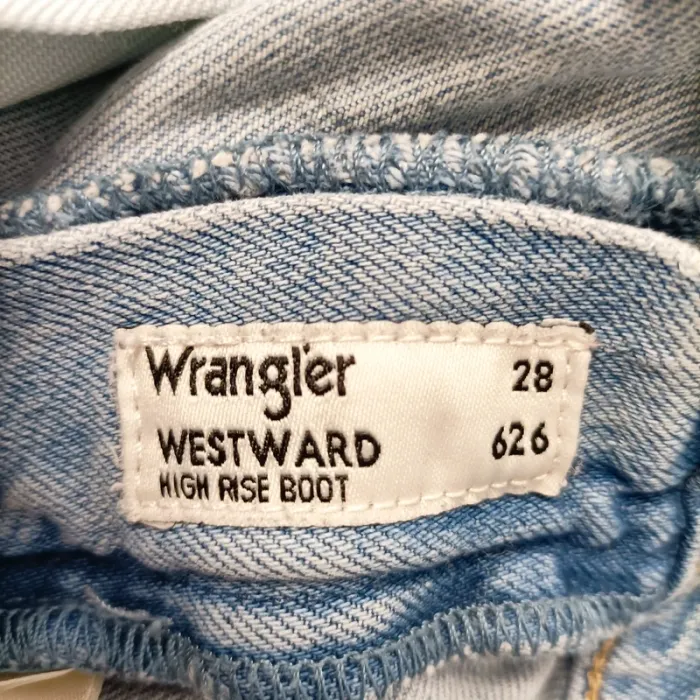 Wrangler 28
WESTWARD 626
HIGH RISE BOOT